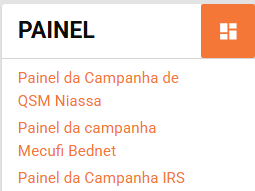 PAINEL
Painel da Campanha de
QSM Niassa
Painel da campanha
Mecufi Bednet
Painel da Campanha IRS